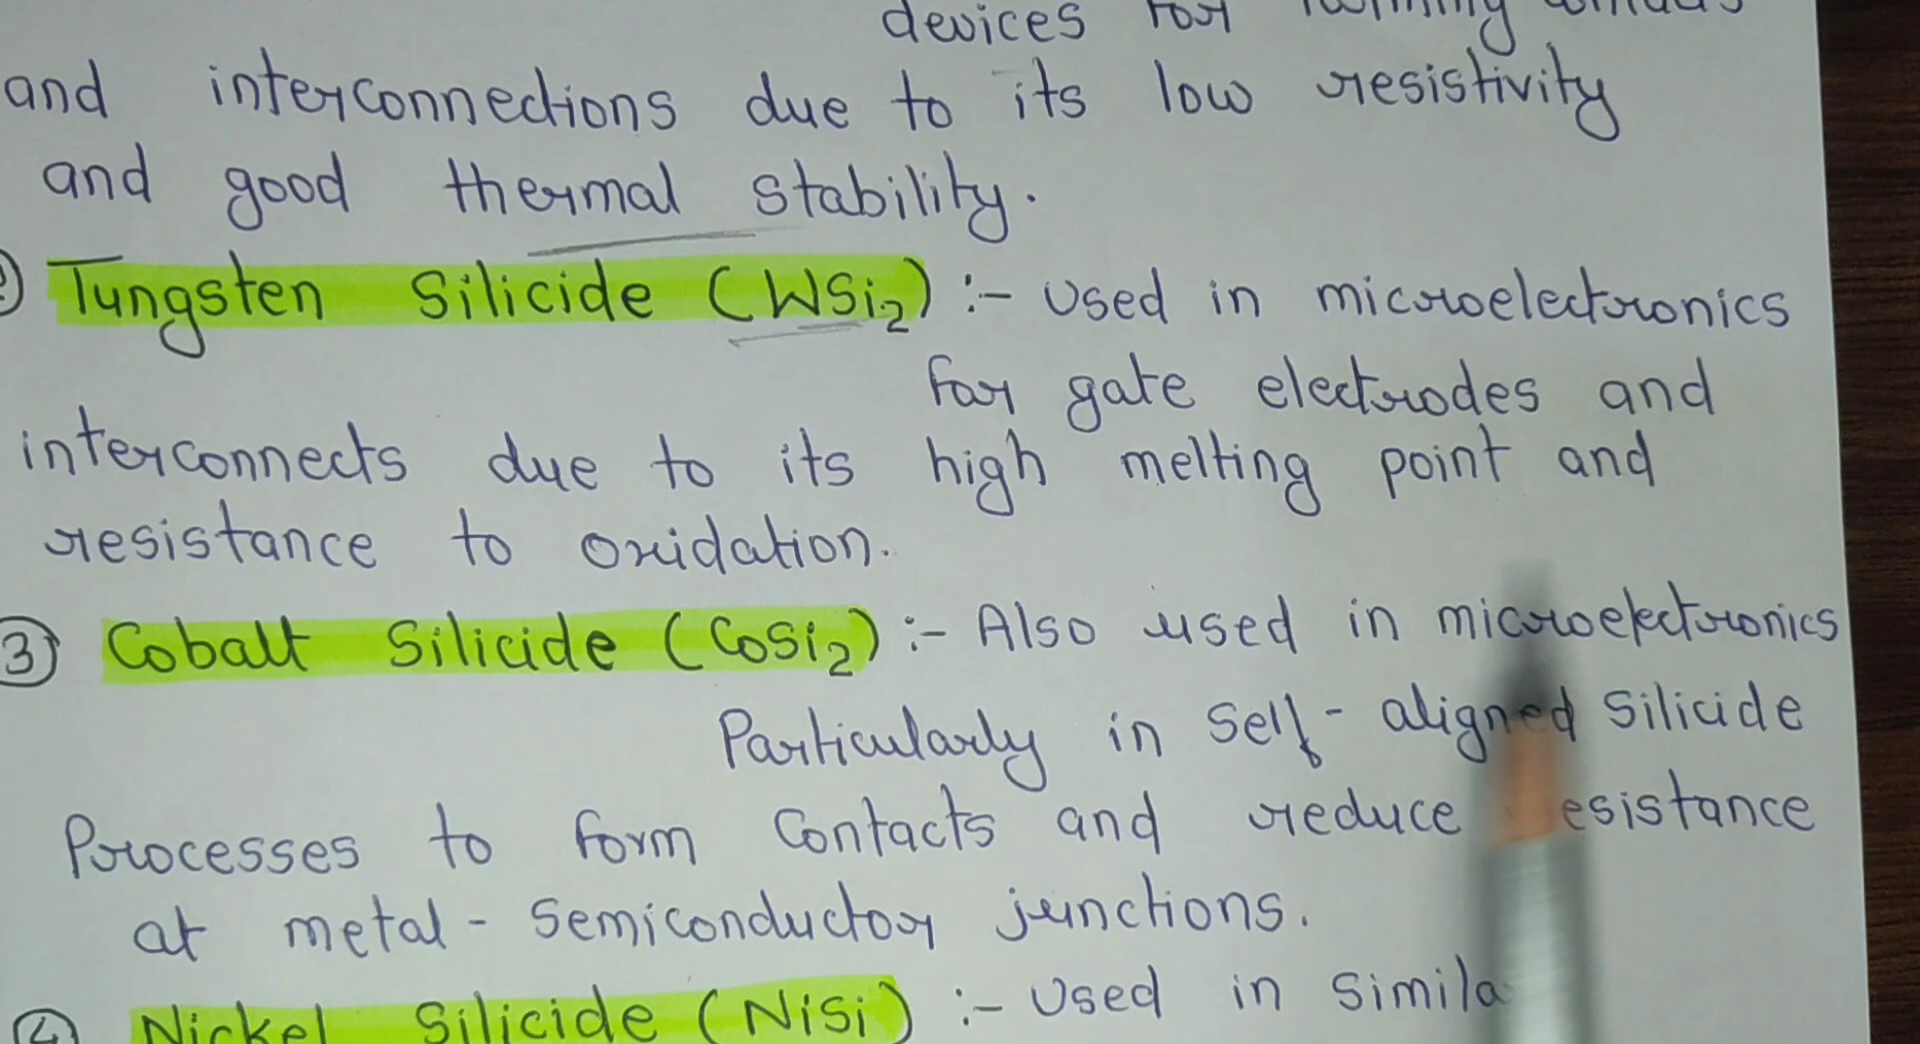 devices for
and interconnections due to its low resistivity
and good thermal stability.
Tungsten Silicide (WSi2) :- Used in microelectronics
for gate electrodes and
interconnects due to its high melting point and
resistance to oxidation.
3) Cobalt Silicide (CoSi2) :- Also used in microelectronics
Particularly in Self-aligned Silicide
Processes to form Contacts and reduce esistance
at metal-Semiconductor junctions.
4 Nickel Silicide (NiSi) :- Used in Simila